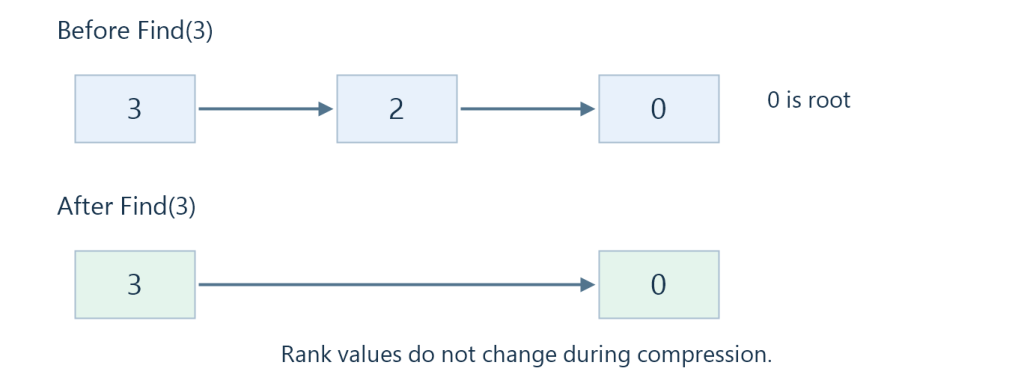 Before Find(3)
3
2
0
0 is root
After Find(3)
3
0
Rank values do not change during compression.